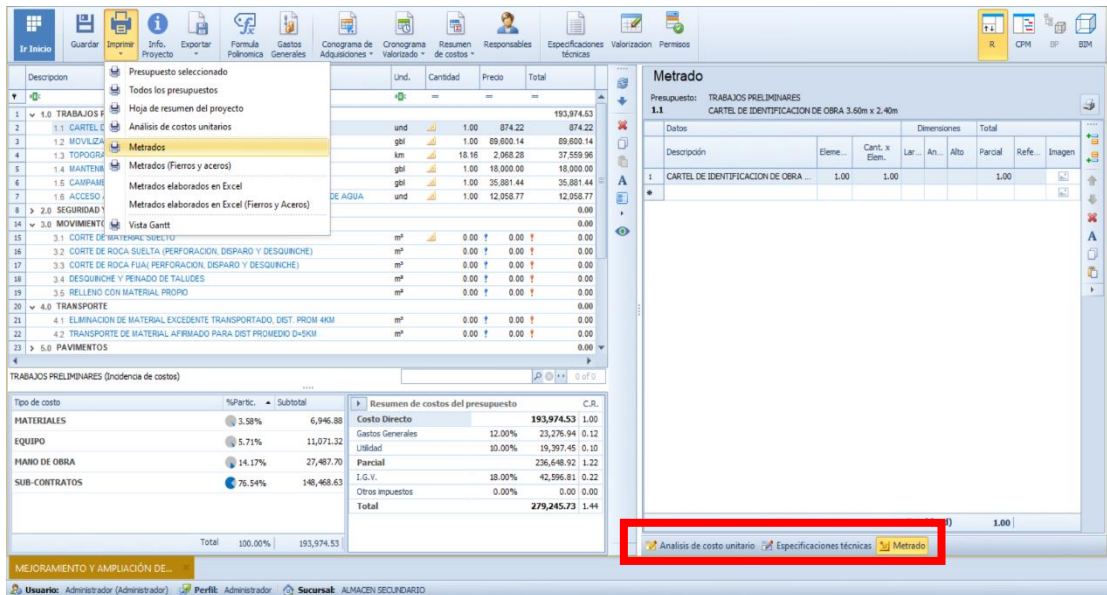 Ir Inicio
Guardar
Imprimir
Info. Proyecto
Exportar
Formula Polinomica
Gastos Generales
Conograma de Adquisiciones
Cronograma Valorizado
Resumen de costos
Responsables
Especificaciones técnicas
Valorizacion
Permisos
R
CPM
BP
BIM
Presupuesto seleccionado
Todos los presupuestos
Hoja de resumen del proyecto
Análisis de costos unitarios
Metrados
Metrados (Fierros y aceros)
Metrados elaborados en Excel
Metrados elaborados en Excel (Fierros y Aceros)
Vista Gantt
Descripcion Und. Cantidad Precio Total
= = =
1 1.0 TRABAJOS 193,974.53
2 1.1 CARTEL und 1.00 874.22 874.22
3 1.2 gbl 1.00 89,600.14 89,600.14
4 1.3 km 18.16 2,068.28 37,559.96
5 1.4 gbl 1.00 18,000.00 18,000.00
6 1.5 gbl 1.00 35,881.44 35,881.44
7 1.6 ACCESO DE AGUA und 1.00 12,058.77 12,058.77
8 2.0 SEGURIDAD 0.00
14 3.0 MOVIMIENTO 0.00
15 3.1 CORTE DE MATERIAL SUELTO m³ 0.00 0.00 0.00
16 3.2 CORTE DE ROCA SUELTA (PERFORACION, DISPARO Y DESQUINCHE) m³ 0.00 0.00 0.00
17 3.3 CORTE DE ROCA FIJA( PERFORACION, DISPARO Y DESQUINCHE) m³ 0.00 0.00 0.00
18 3.4 DESQUINCHE Y PEINADO DE TALUDES m³ 0.00 0.00 0.00
19 3.5 RELLENO CON MATERIAL PROPIO m³ 0.00 0.00 0.00
20 4.0 TRANSPORTE 0.00
21 4.1 ELIMINACION DE MATERIAL EXCEDENTE TRANSPORTADO, DIST. PROM 4KM m³ 0.00 0.00 0.00
22 4.2 TRANSPORTE DE MATERIAL AFIRMADO PARA DIST PROMEDIO D=5KM m³ 0.00 0.00 0.00
23 5.0 PAVIMENTOS 0.00
TRABAJOS PRELIMINARES (Incidencia de costos)
0 of 0
Tipo de costo %Partic. Subtotal
MATERIALES 3.58% 6,946.88
EQUIPO 5.71% 11,071.32
MANO DE OBRA 14.17% 27,487.70
SUB-CONTRATOS 76.54% 148,468.63
Total 100.00% 193,974.53
Resumen de costos del presupuesto C.R.
Costo Directo 193,974.53 1.00
Gastos Generales 12.00% 23,276.94 0.12
Utilidad 10.00% 19,397.45 0.10
Parcial 236,648.92 1.22
I.G.V. 18.00% 42,596.81 0.22
Otros impuestos 0.00% 0.00 0.00
Total 279,245.73 1.44
Metrado
Presupuesto: TRABAJOS PRELIMINARES
1.1 CARTEL DE IDENTIFICACION DE OBRA 3.60m x 2.40m
Datos Dimensiones Total
Descripción Eleme... Cant. x Elem. Lar... An... Alto Parcial Refe... Imagen
1 CARTEL DE IDENTIFICACION DE OBRA ... 1.00 1.00 1.00
1.00
Analisis de costo unitario Especificaciones técnicas Metrado
MEJORAMIENTO Y AMPLIACIÓN DE...
Usuario: Administrador (Administrador) Perfil: Administrador Sucursal: ALMACEN SECUNDARIO